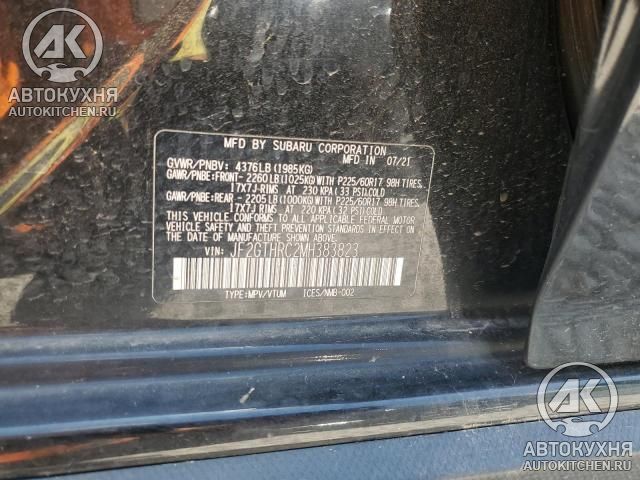 AK
АВТОКУХНЯ
AUTOKITCHEN.RU
MFD BY SUBARU CORPORATION
GVWR/PNBV: 4376LB(1985KG) IN 07/21
GAWR/PNBE:FRONT- 2260LB(1025KG) WITH P225/60R17 98H TIRES.
17X7J-RIMS AT 230 KPA(33 PSI)COLD
GAWR/PNBE:REAR - 2205LB(1000KG) WITH P225/60R17 98H TIRES.
17X7J-RIMS AT 220 KPA(32 PSI)COLD
THIS VEHICLE CONFORMS TO ALL APPLICABLE FEDERAL MOTOR
VEHICLE SAFETY AND THEFT PREVENTION STANDARDS IN EFFECT
ON THE DATE OF MANUFACTURE SHOWN ABOVE.
VIN: JF2GTHRC2MH383823
TYPE:MPV/VTUM ICES/NMB-002
AK
АВТОКУХНЯ
AUTOKITCHEN.RU